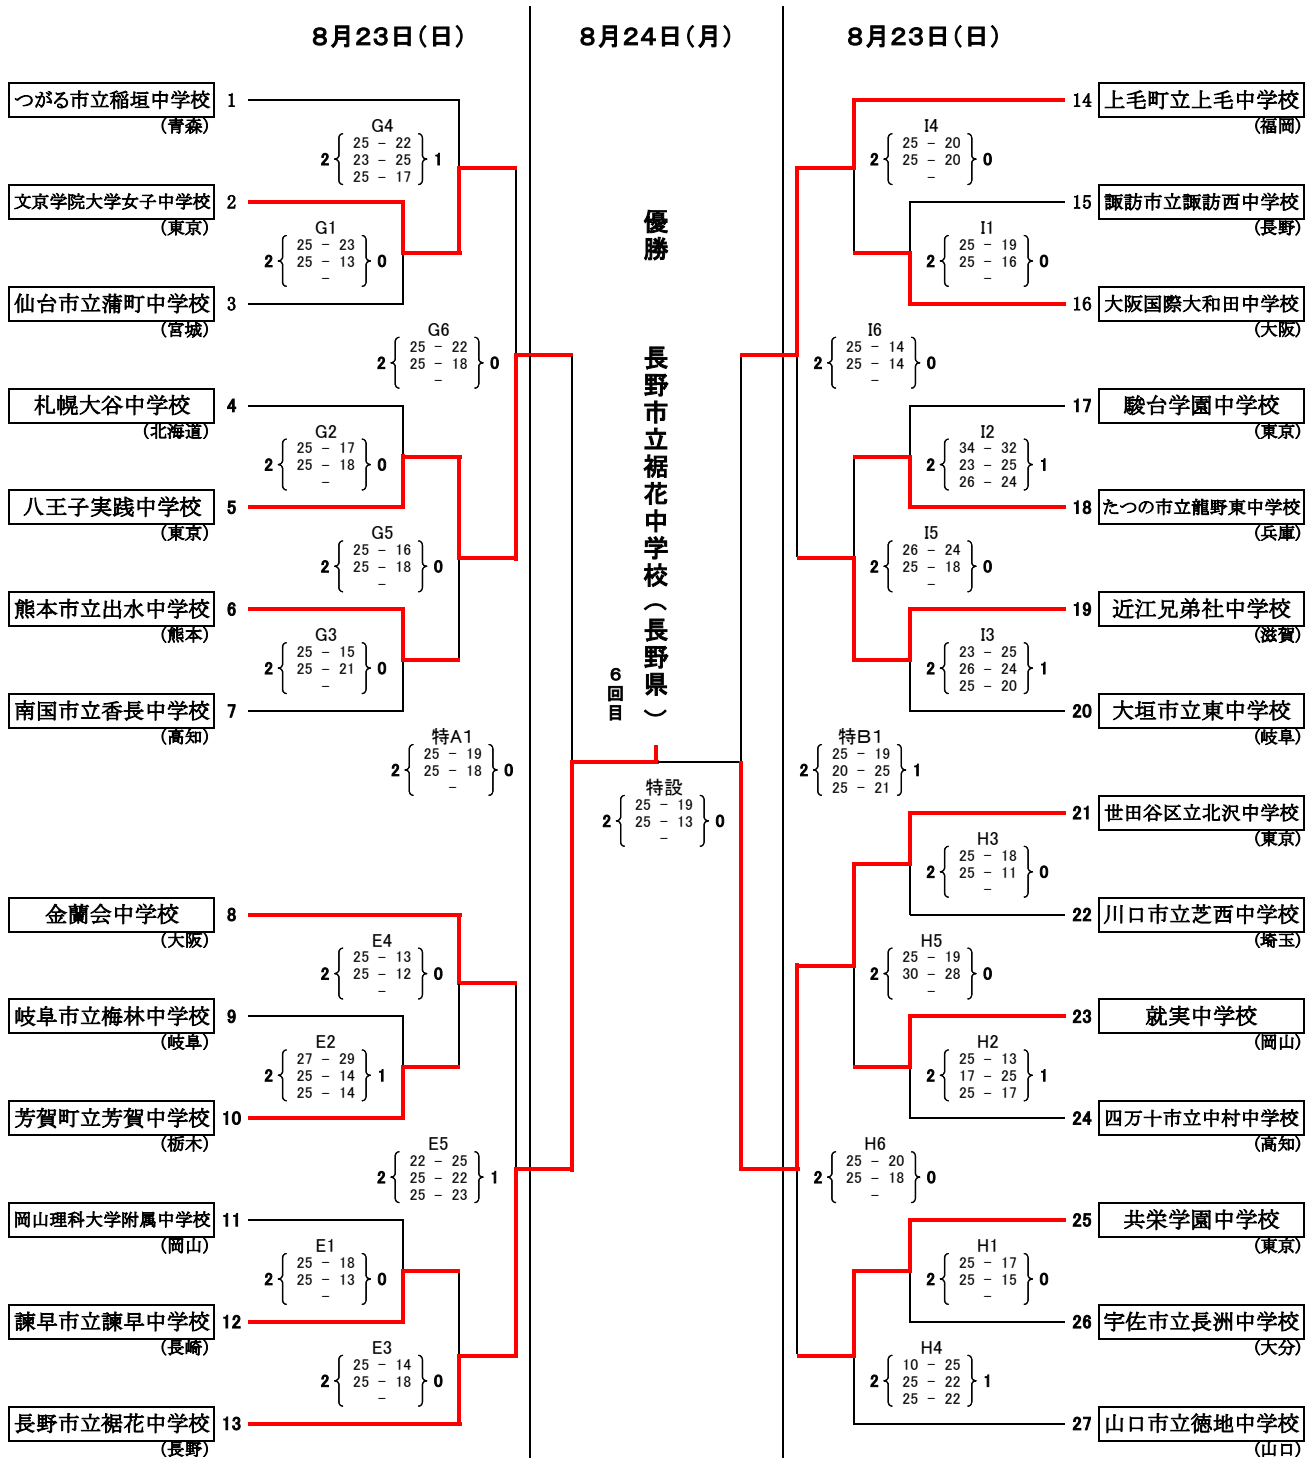 8月23日(日)
8月24日(月)
8月23日(日)
つがる市立稲垣中学校 1
(青森)
G4
25 - 22
2 23 - 25 1
25 - 17
文京学院大学女子中学校 2
(東京)
G1
25 - 23
2 25 - 13 0
-
仙台市立蒲町中学校 3
(宮城)
G6
25 - 22
2 25 - 18 0
-
札幌大谷中学校 4
(北海道)
G2
25 - 17
2 25 - 18 0
-
八王子実践中学校 5
(東京)
G5
25 - 16
2 25 - 18 0
-
熊本市立出水中学校 6
(熊本)
G3
25 - 15
2 25 - 21 0
-
南国市立香長中学校 7
(高知)
特A1
25 - 19
2 25 - 18 0
-
金蘭会中学校 8
(大阪)
E4
25 - 13
2 25 - 12 0
-
岐阜市立梅林中学校 9
(岐阜)
E2
27 - 29
2 25 - 14 1
25 - 14
芳賀町立芳賀中学校 10
(栃木)
E5
22 - 25
2 25 - 22 1
25 - 23
岡山理科大学附属中学校 11
(岡山)
E1
25 - 18
2 25 - 13 0
-
諫早市立諫早中学校 12
(長崎)
E3
25 - 14
2 25 - 18 0
-
長野市立裾花中学校 13
(長野)
優勝
長野市立裾花中学校(長野県)
6回目
特設
25 - 19
2 25 - 13 0
-
14 上毛町立上毛中学校
(福岡)
I4
25 - 20
2 25 - 20 0
-
15 諏訪市立諏訪西中学校
(長野)
I1
25 - 19
2 25 - 16 0
-
16 大阪国際大和田中学校
(大阪)
I6
25 - 14
2 25 - 14 0
-
17 駿台学園中学校
(東京)
I2
34 - 32
2 23 - 25 1
26 - 24
18 たつの市立龍野東中学校
(兵庫)
I5
26 - 24
2 25 - 18 0
-
19 近江兄弟社中学校
(滋賀)
I3
23 - 25
2 26 - 24 1
25 - 20
20 大垣市立東中学校
(岐阜)
特B1
25 - 19
2 20 - 25 1
25 - 21
21 世田谷区立北沢中学校
(東京)
H3
25 - 18
2 25 - 11 0
-
22 川口市立芝西中学校
(埼玉)
H5
25 - 19
2 30 - 28 0
-
23 就実中学校
(岡山)
H2
25 - 13
2 17 - 25 1
25 - 17
24 四万十市立中村中学校
(高知)
H6
25 - 20
2 25 - 18 0
-
25 共栄学園中学校
(東京)
H1
25 - 17
2 25 - 15 0
-
26 宇佐市立長洲中学校
(大分)
H4
10 - 25
2 25 - 22 1
25 - 22
27 山口市立徳地中学校
(山口)